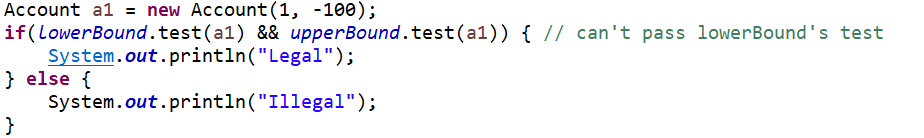 Account a1 = new Account(1, -100);
if(lowerBound.test(a1) && upperBound.test(a1)) { // can't pass lowerBound's test
    System.out.println("Legal");
} else {
    System.out.println("Illegal");
}